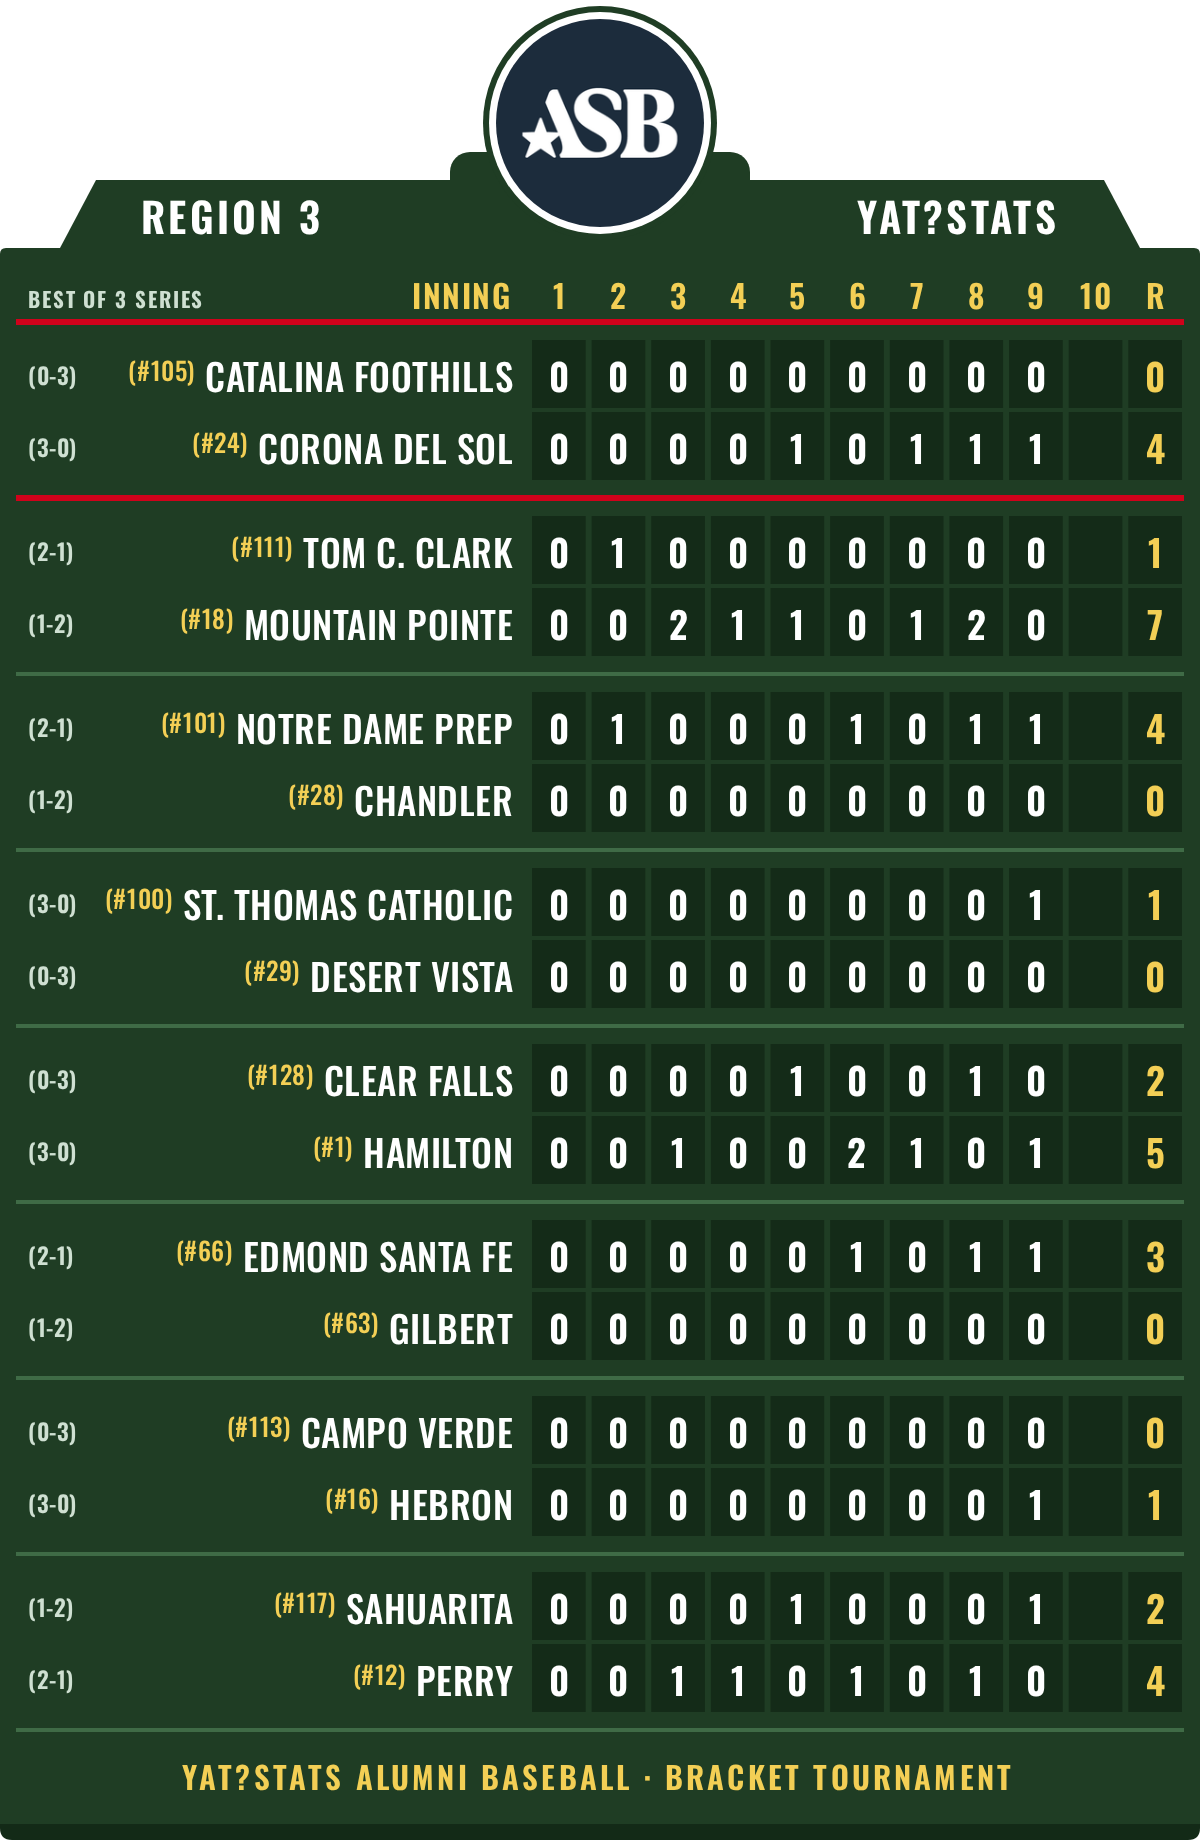 ASB
REGION 3 YAT?STATS
BEST OF 3 SERIES INNING 1 2 3 4 5 6 7 8 9 10 R
(0-3) (#105) CATALINA FOOTHILLS 0 0 0 0 0 0 0 0 0 0
(3-0) (#24) CORONA DEL SOL 0 0 0 0 1 0 1 1 1 4
(2-1) (#111) TOM C. CLARK 0 1 0 0 0 0 0 0 0 1
(1-2) (#18) MOUNTAIN POINTE 0 0 2 1 1 0 1 2 0 7
(2-1) (#101) NOTRE DAME PREP 0 1 0 0 0 1 0 1 1 4
(1-2) (#28) CHANDLER 0 0 0 0 0 0 0 0 0 0
(3-0) (#100) ST. THOMAS CATHOLIC 0 0 0 0 0 0 0 0 1 1
(0-3) (#29) DESERT VISTA 0 0 0 0 0 0 0 0 0 0
(0-3) (#128) CLEAR FALLS 0 0 0 0 1 0 0 1 0 2
(3-0) (#1) HAMILTON 0 0 1 0 0 2 1 0 1 5
(2-1) (#66) EDMOND SANTA FE 0 0 0 0 0 1 0 1 1 3
(1-2) (#63) GILBERT 0 0 0 0 0 0 0 0 0 0
(0-3) (#113) CAMPO VERDE 0 0 0 0 0 0 0 0 0 0
(3-0) (#16) HEBRON 0 0 0 0 0 0 0 0 1 1
(1-2) (#117) SAHUARITA 0 0 0 0 1 0 0 0 1 2
(2-1) (#12) PERRY 0 0 1 1 0 1 0 1 0 4
YAT?STATS ALUMNI BASEBALL · BRACKET TOURNAMENT